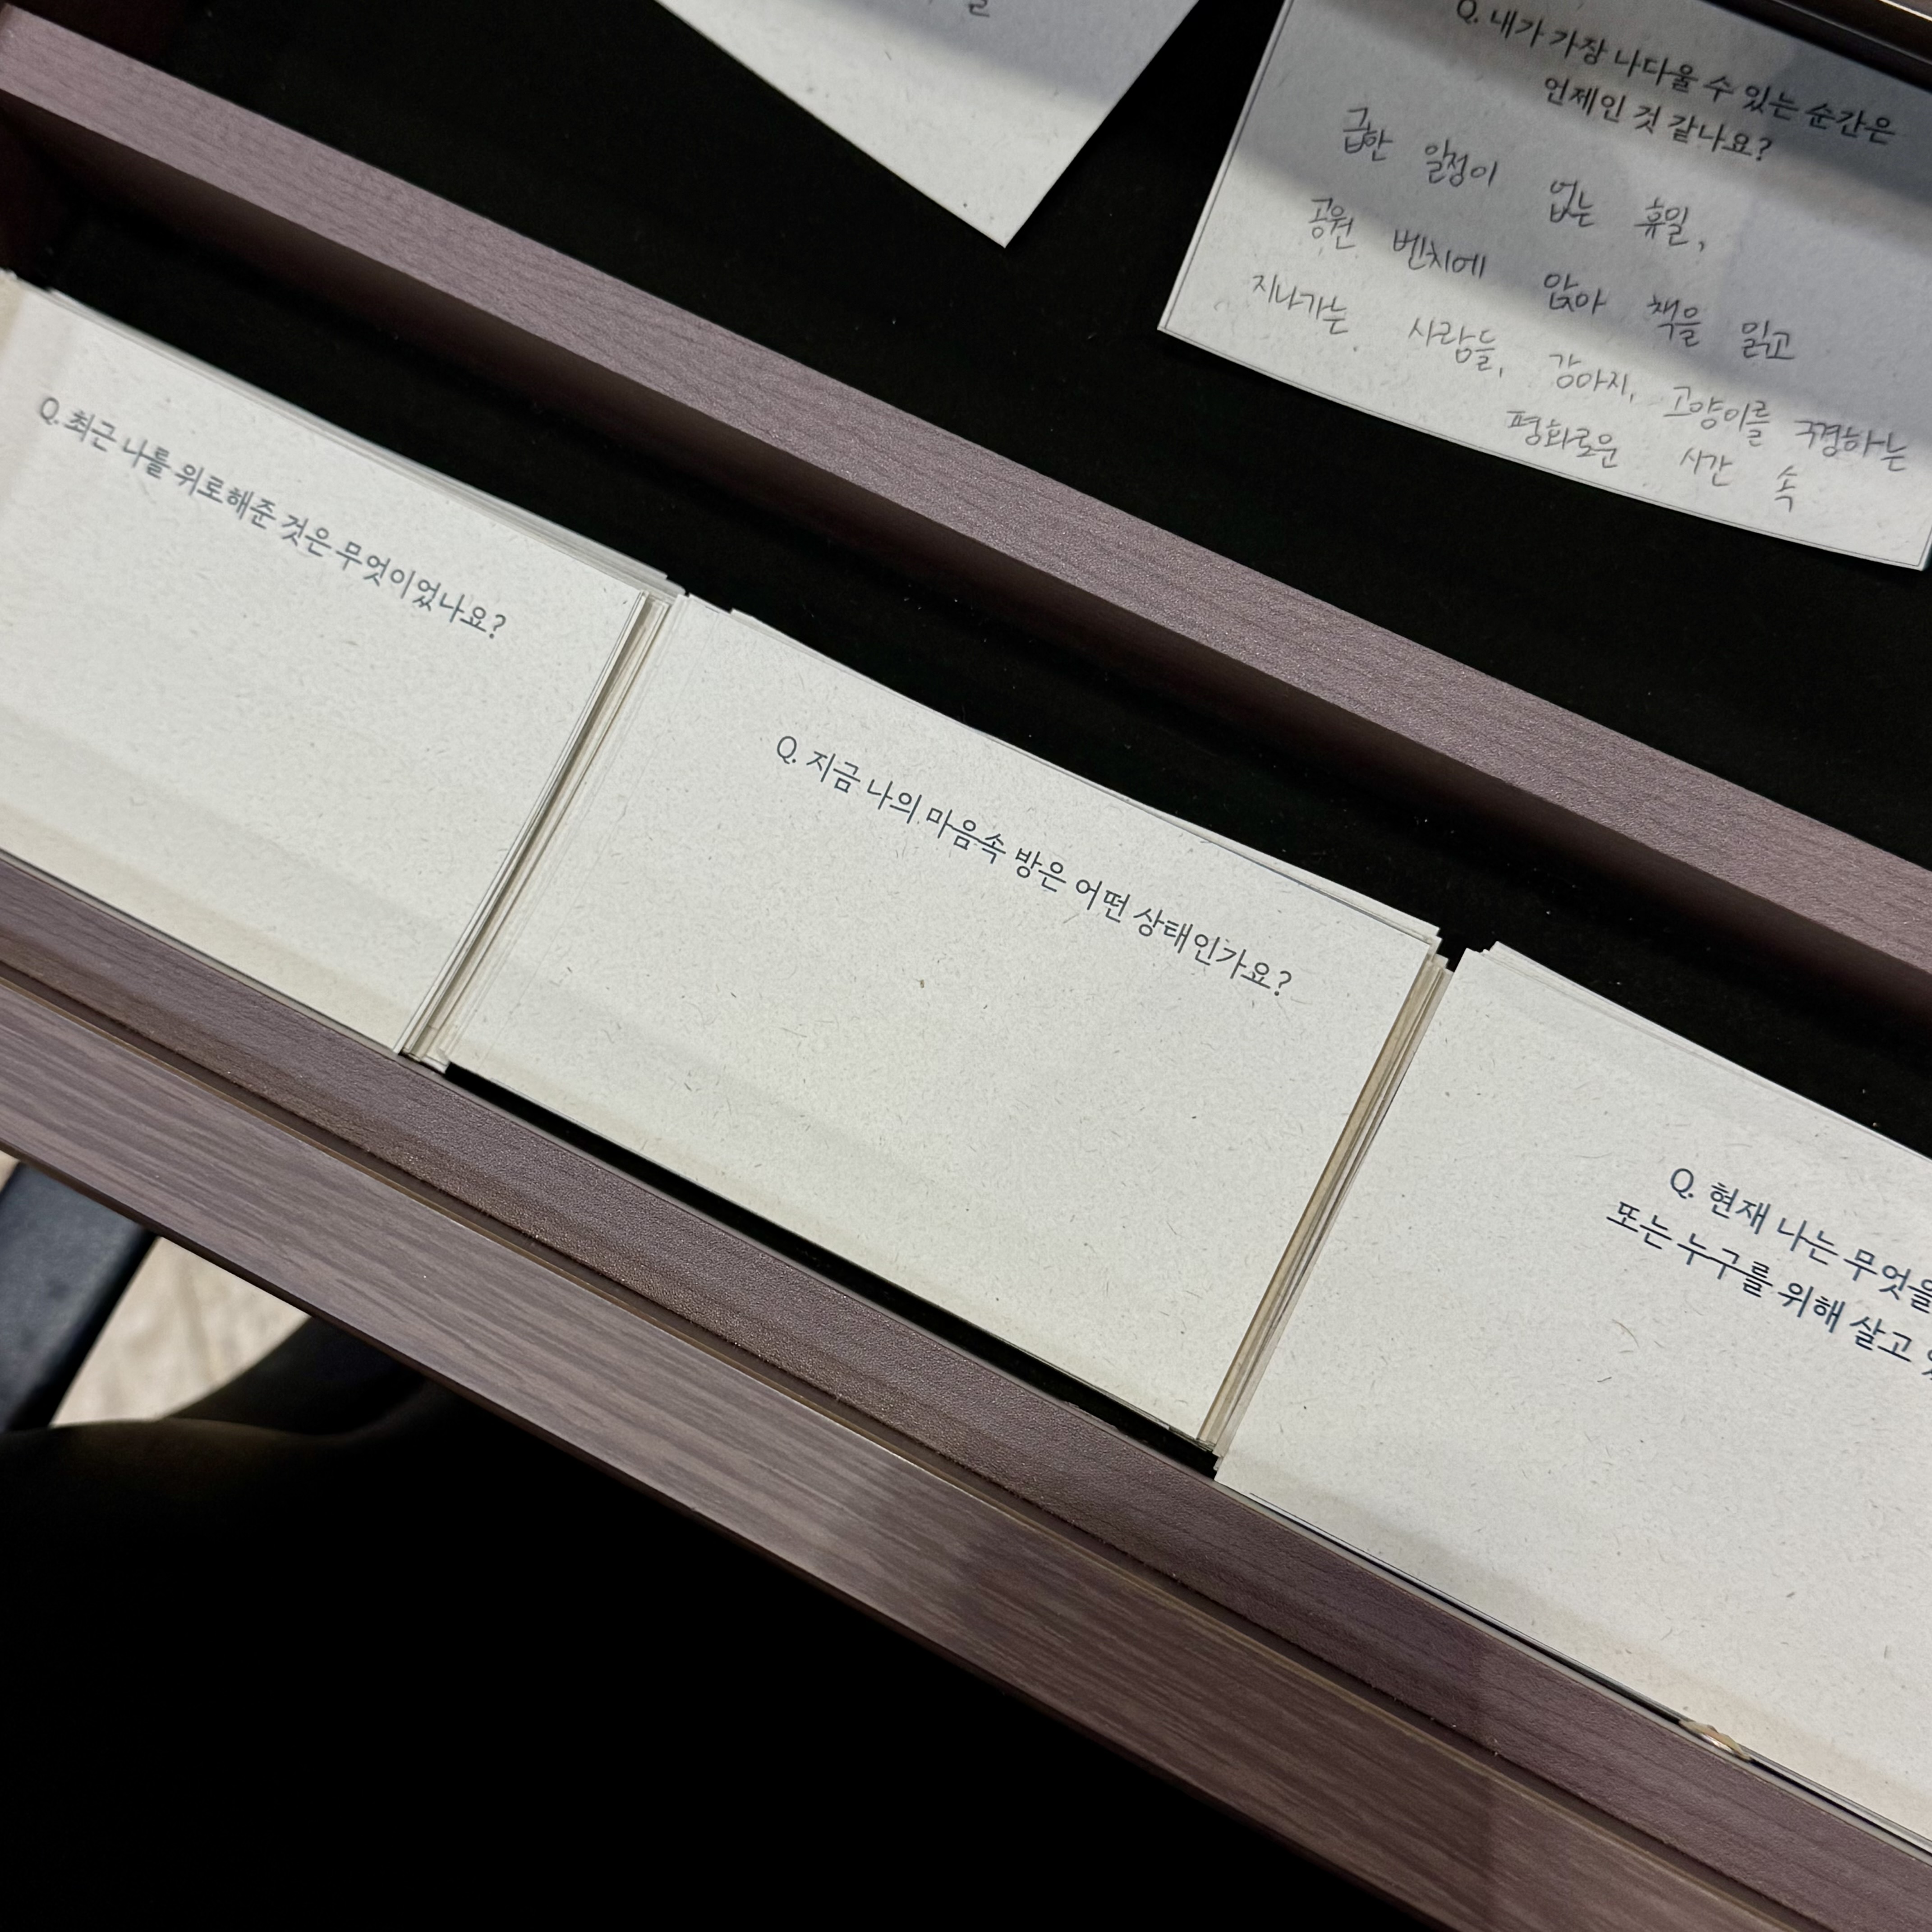 Q. 내가 가장 나다울 수 있는 순간은
언제인 것 같나요?
급한 일정이 없는 휴일,
공원 벤치에 앉아 책을 읽고
지나가는 사람들, 강아지, 고양이를 구경하는
평화로운 시간 속
Q. 최근 나를 위로해준 것은 무엇이었나요?
Q. 지금 나의 마음속 방은 어떤 상태인가요?
Q. 현재 나는 무엇을
또는 누구를 위해 살고